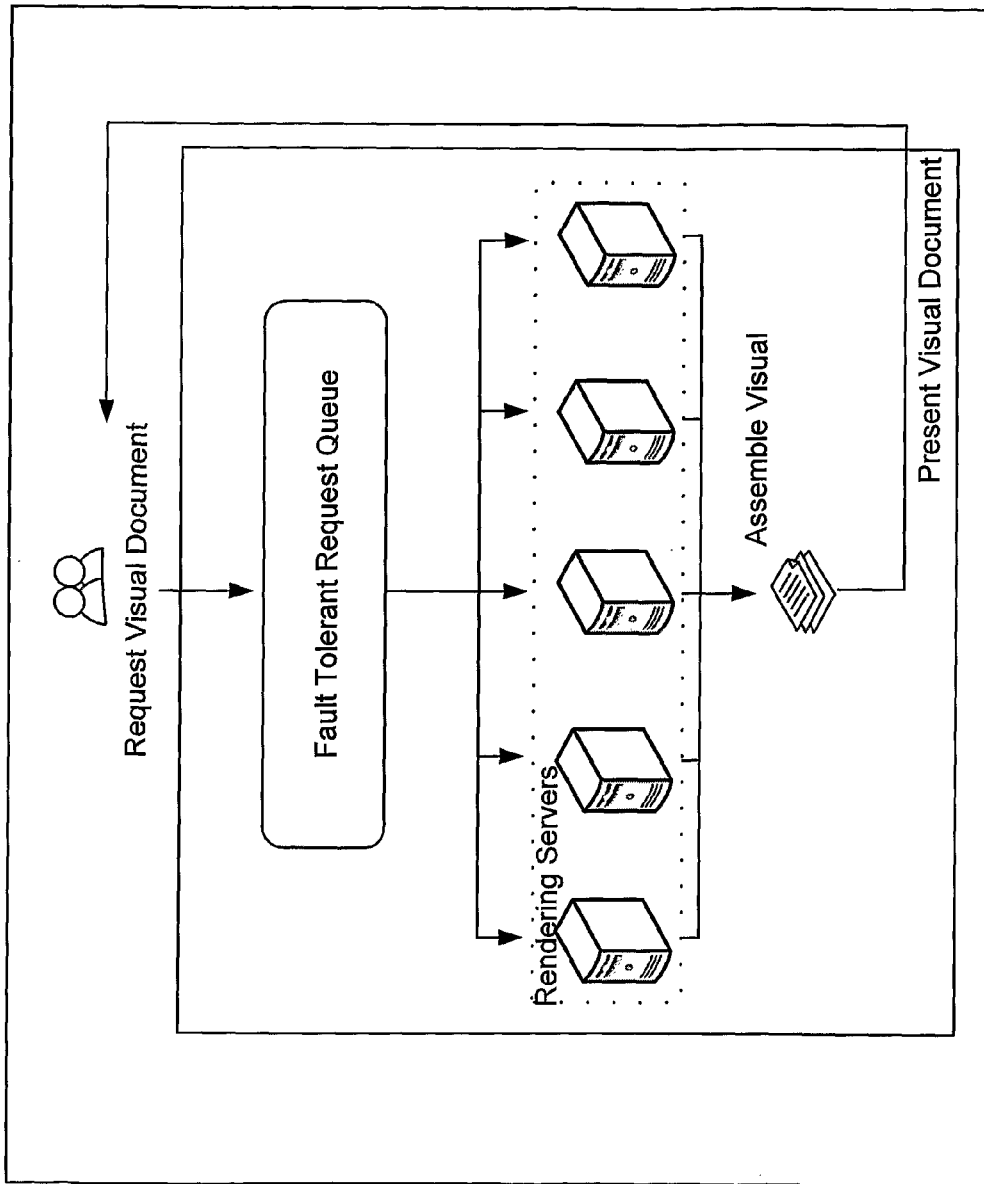 Request Visual Document
Fault Tolerant Request Queue
Rendering Servers
Assemble Visual
Present Visual Document